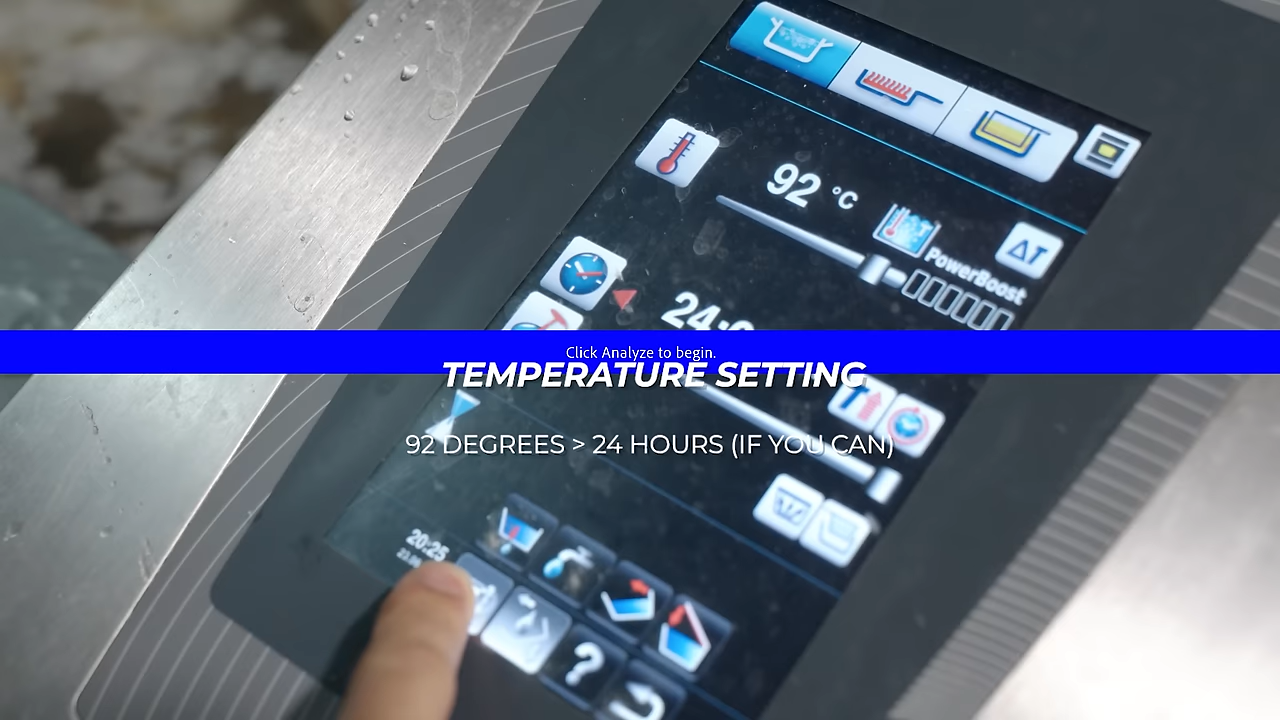 92 °C
ΔT
PowerBoost
Click Analyze to begin.
TEMPERATURE SETTING
T
92 DEGREES > 24 HOURS (IF YOU CAN)
20:25
?